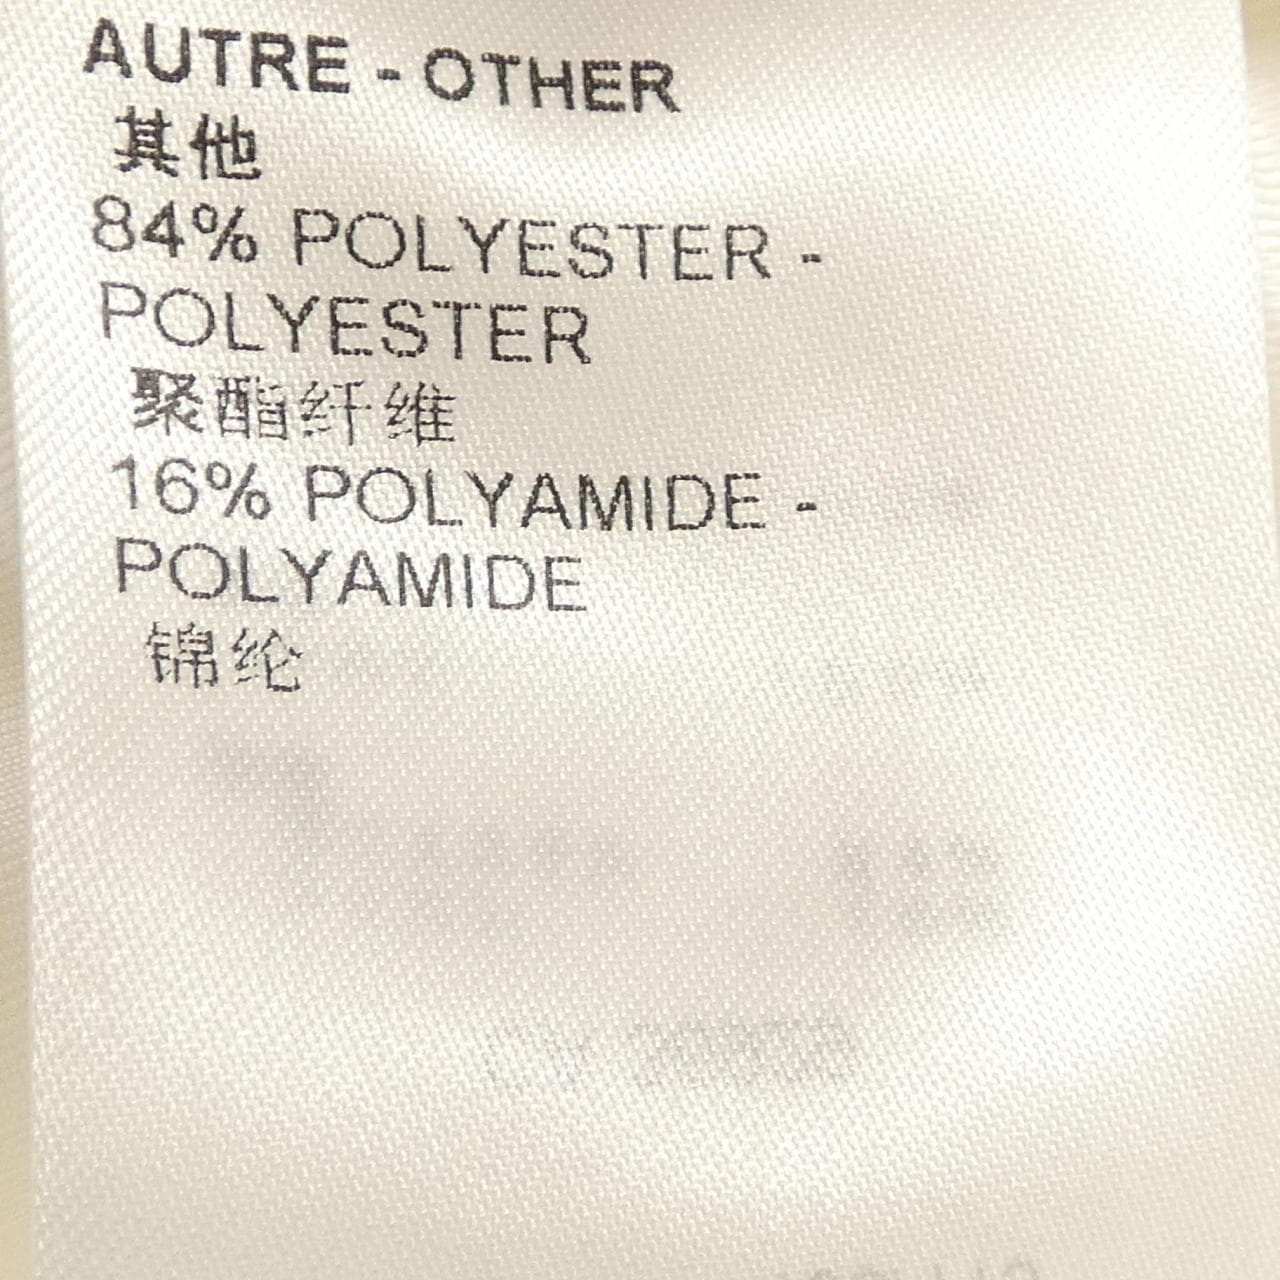 AUTRE - OTHER
其他
84% POLYESTER -
POLYESTER
聚酯纤维
16% POLYAMIDE -
POLYAMIDE
锦纶